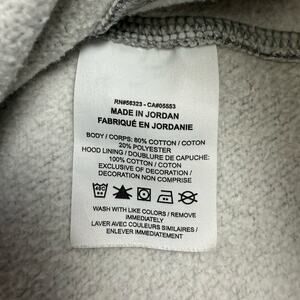 RN#56323 - CA#05553
MADE IN JORDAN
FABRIQUÉ EN JORDANIE
BODY / CORPS: 80% COTTON / COTON
20% POLYESTER
HOOD LINING / DOUBLURE DE CAPUCHE:
100% COTTON / COTON
EXCLUSIVE OF DECORATION /
DECORATION NON COMPRISE
WASH WITH LIKE COLORS / REMOVE
IMMEDIATELY
LAVER AVEC COULEURS SIMILAIRES /
ENLEVER IMMEDIATEMENT